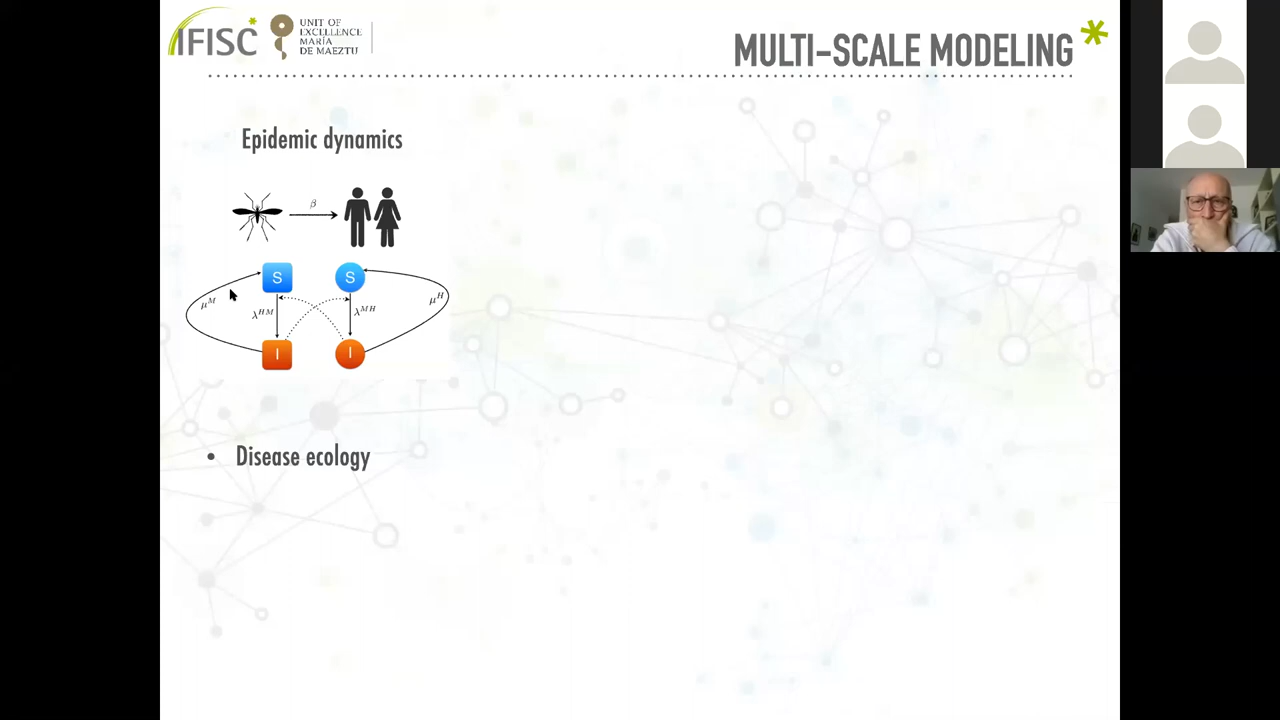 IFISC
UNIT OF
EXCELLENCE
MARÍA
DE MAEZTU
MULTI-SCALE MODELING*
Epidemic dynamics
β
S
S
μ^M
λ^HM
λ^MH
μ^H
I
I
• Disease ecology